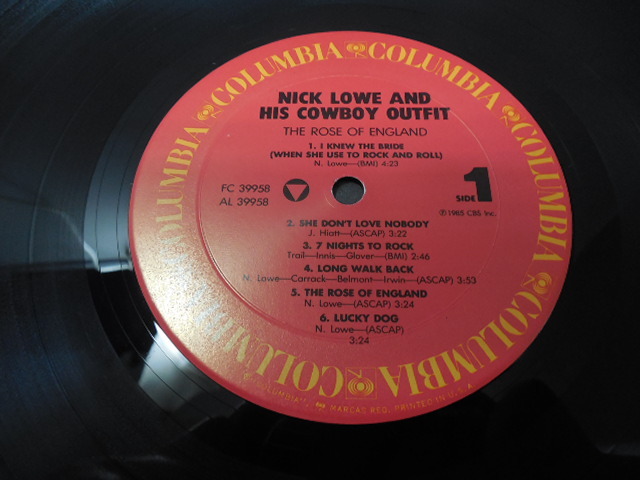 COLUMBIA COLUMBIA COLUMBIA COLUMBIA COLUMBIA COLUMBIA
NICK LOWE AND
HIS COWBOY OUTFIT
THE ROSE OF ENGLAND
1. I KNEW THE BRIDE
(WHEN SHE USE TO ROCK AND ROLL)
N. Lowe—(BMI) 4:23
FC 39958
AL 39958
SIDE 1
℗ 1985 CBS Inc.
2. SHE DON'T LOVE NOBODY
J. Hiatt—(ASCAP) 3:22
3. 7 NIGHTS TO ROCK
Trail—Innis—Glover—(BMI) 2:46
4. LONG WALK BACK
N. Lowe—Carrack—Belmont—Irwin—(ASCAP) 3:53
5. THE ROSE OF ENGLAND
N. Lowe—(ASCAP) 3:24
6. LUCKY DOG
N. Lowe—(ASCAP)
3:24
MARCAS REG. PRINTED IN U.S.A.